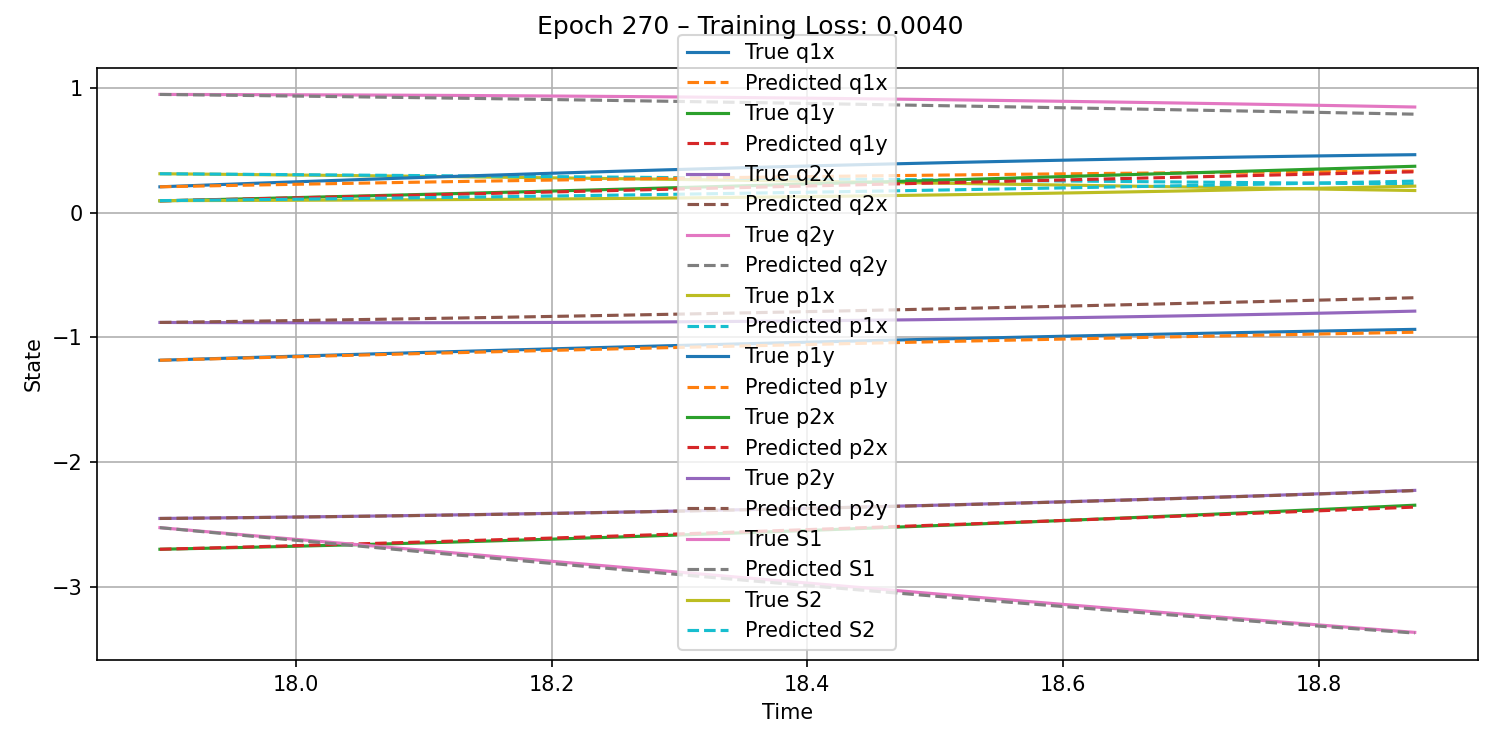 Epoch 270 – Training Loss: 0.0040
True q1x
Predicted q1x
True q1y
Predicted q1y
True q2x
Predicted q2x
True q2y
Predicted q2y
True p1x
Predicted p1x
True p1y
Predicted p1y
True p2x
Predicted p2x
True p2y
Predicted p2y
True S1
Predicted S1
True S2
Predicted S2
State
1
0
−1
−2
−3
18.0
18.2
18.4
18.6
18.8
Time